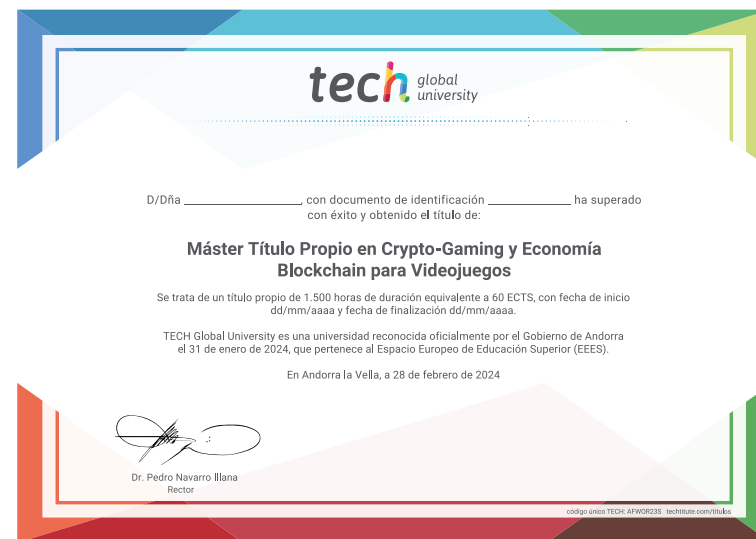 tech global university
D/Dña ____________________, con documento de identificación ______________ ha superado
con éxito y obtenido el título de:
Máster Título Propio en Crypto-Gaming y Economía
Blockchain para Videojuegos
Se trata de un título propio de 1.500 horas de duración equivalente a 60 ECTS, con fecha de inicio
dd/mm/aaaa y fecha de finalización dd/mm/aaaa.
TECH Global University es una universidad reconocida oficialmente por el Gobierno de Andorra
el 31 de enero de 2024, que pertenece al Espacio Europeo de Educación Superior (EEES).
En Andorra la Vella, a 28 de febrero de 2024
Dr. Pedro Navarro Illana
Rector
código único TECH: AFWOR23S techtitute.com/titulos